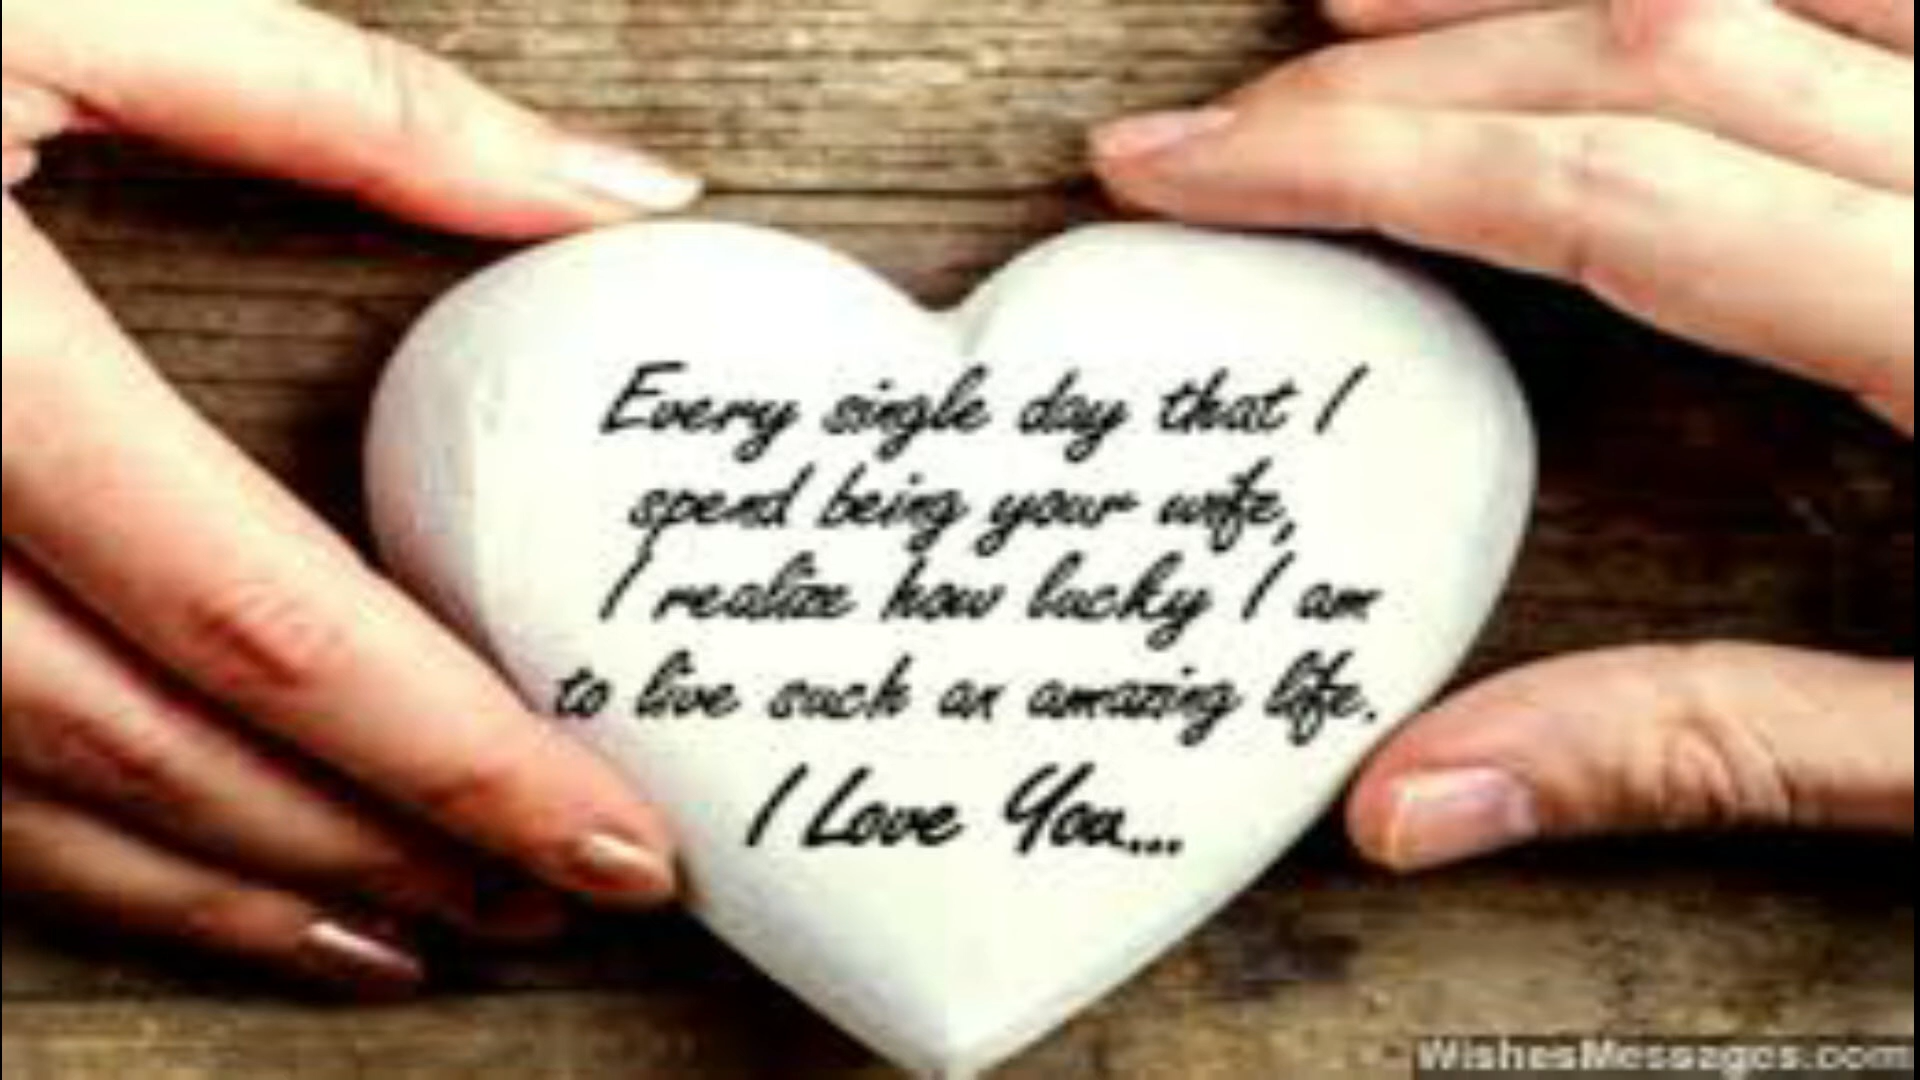 Every single day that I
spend being your wife,
I realize how lucky I am
to live such an amazing life.
I Love You...
WishesMessages.com